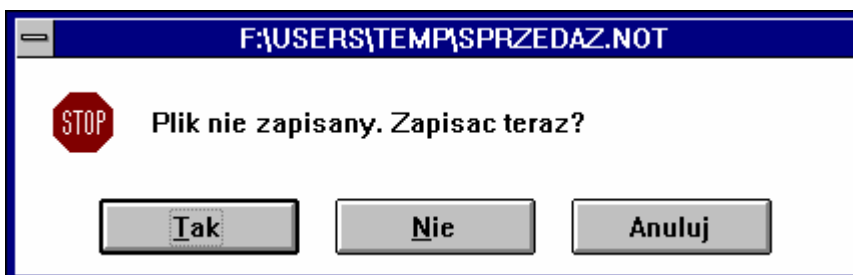 F:\USERS\TEMP\SPRZEDAZ.NOT
STOP Plik nie zapisany. Zapisac teraz?
Tak Nie Anuluj